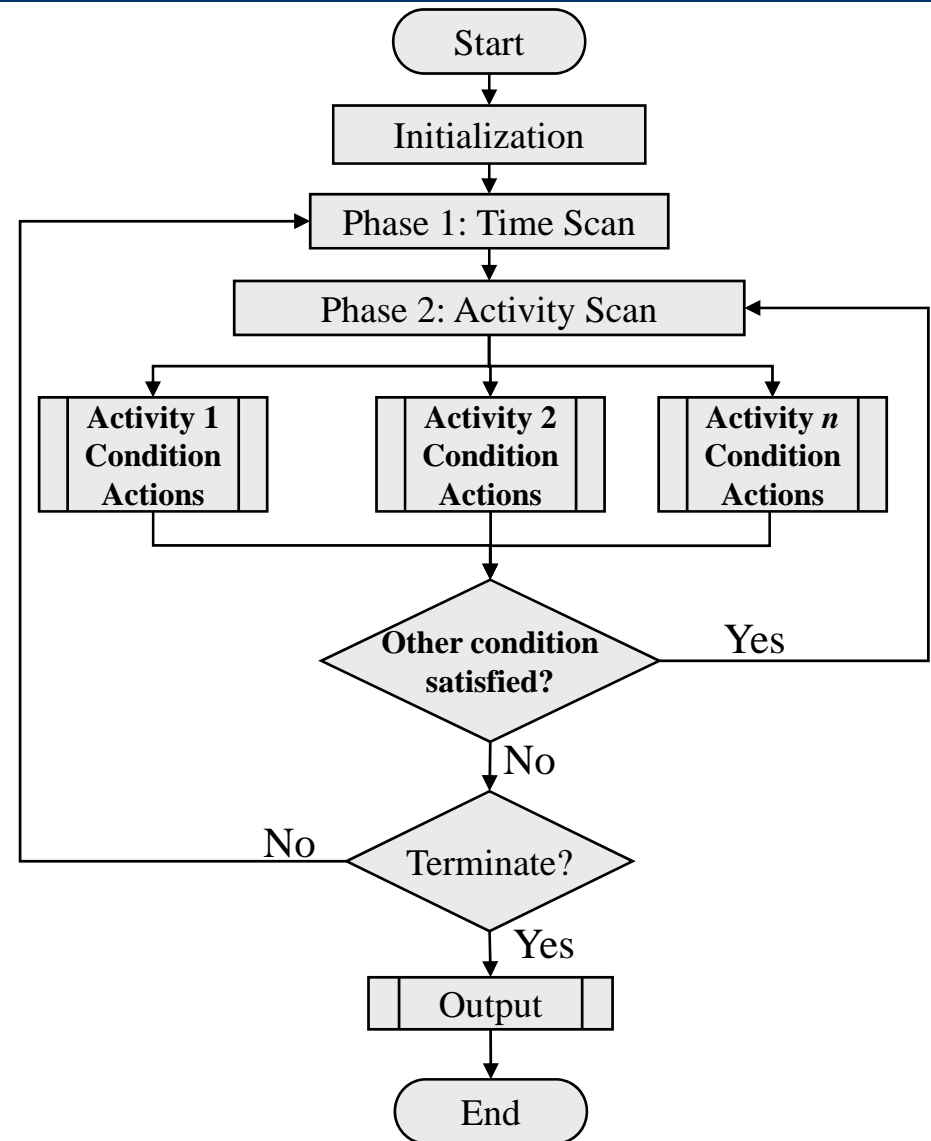 Start
Initialization
Phase 1: Time Scan
Phase 2: Activity Scan
Activity 1
Condition
Actions
Activity 2
Condition
Actions
Activity n
Condition
Actions
Other condition
satisfied?
Yes
No
Terminate?
No
Yes
Output
End